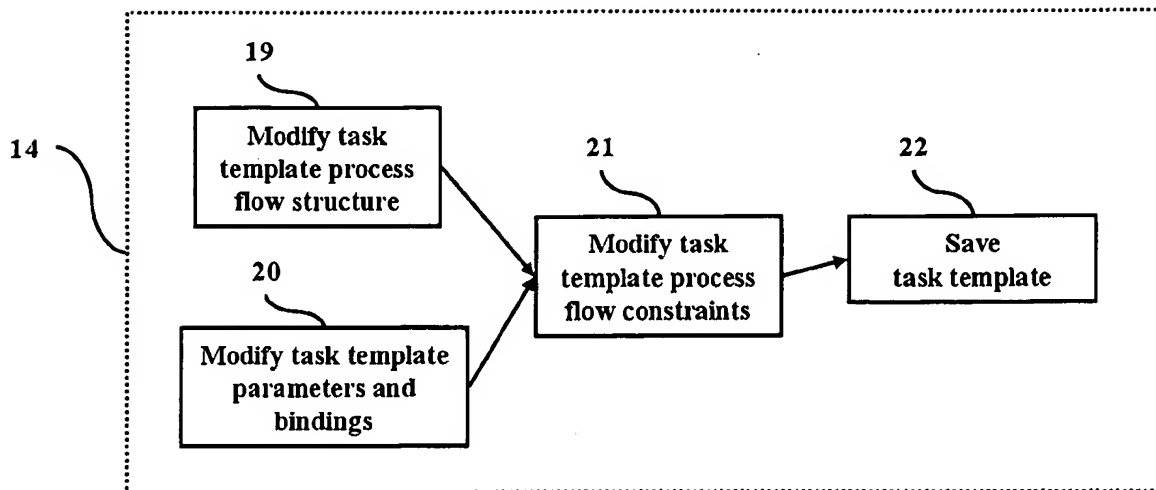 19
Modify task
template process
flow structure
14
20
Modify task template
parameters and
bindings
21
Modify task
template process
flow constraints
22
Save
task template